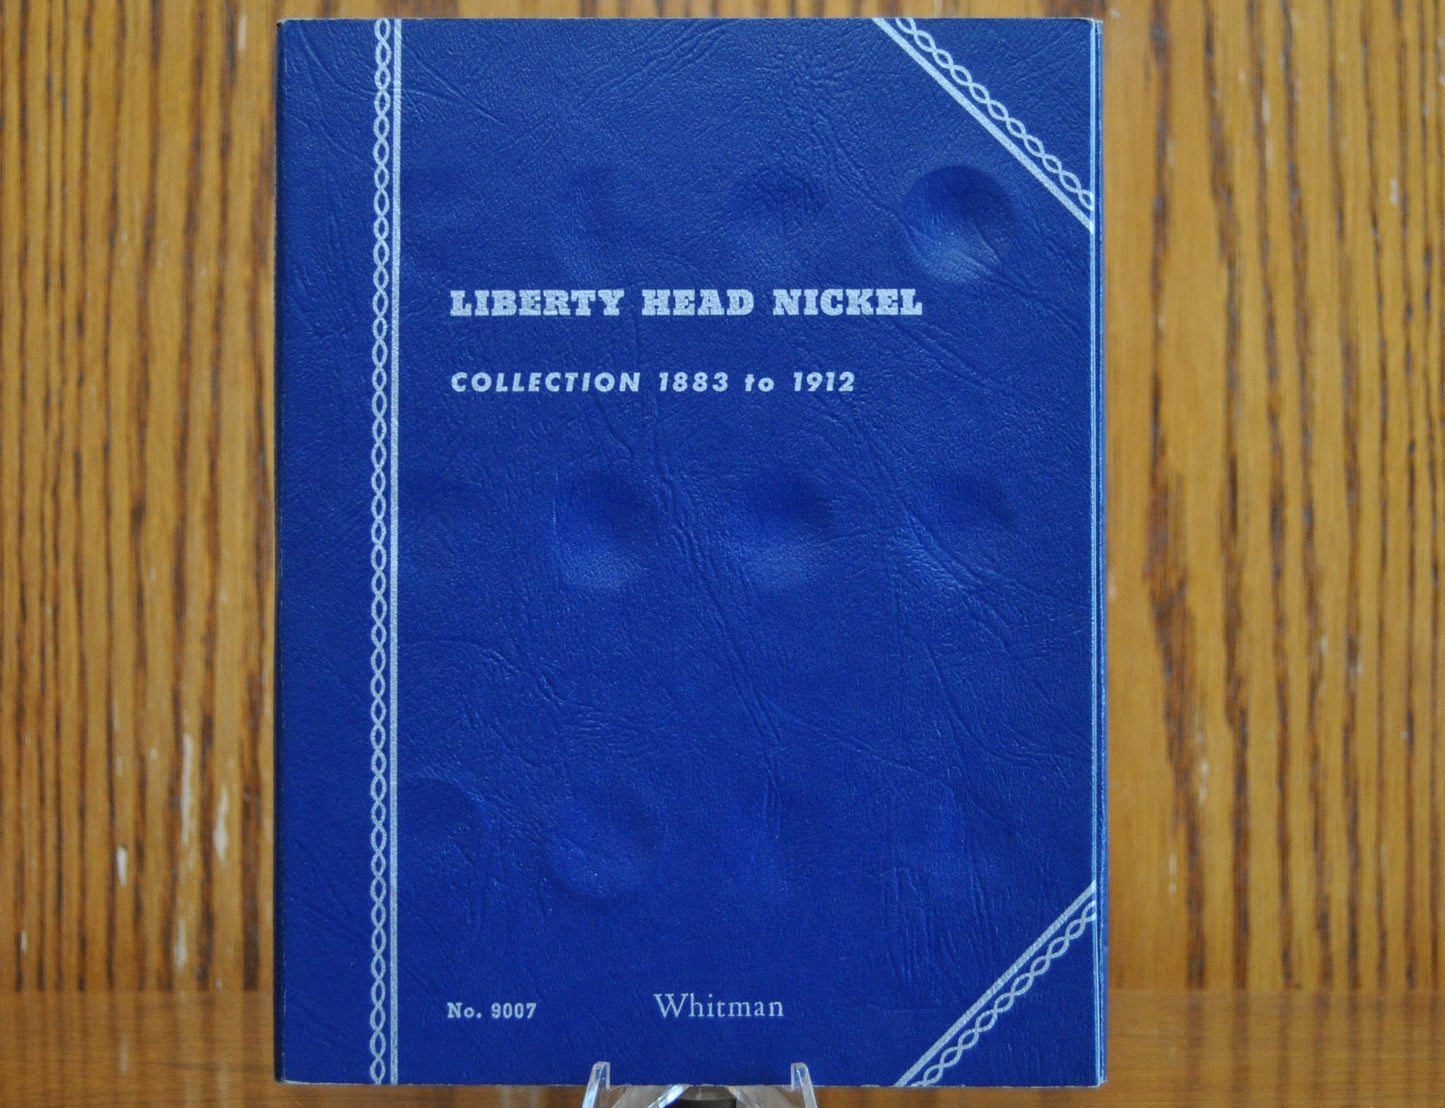 LIBERTY HEAD NICKEL
COLLECTION 1883 to 1912
No. 9007 Whitman